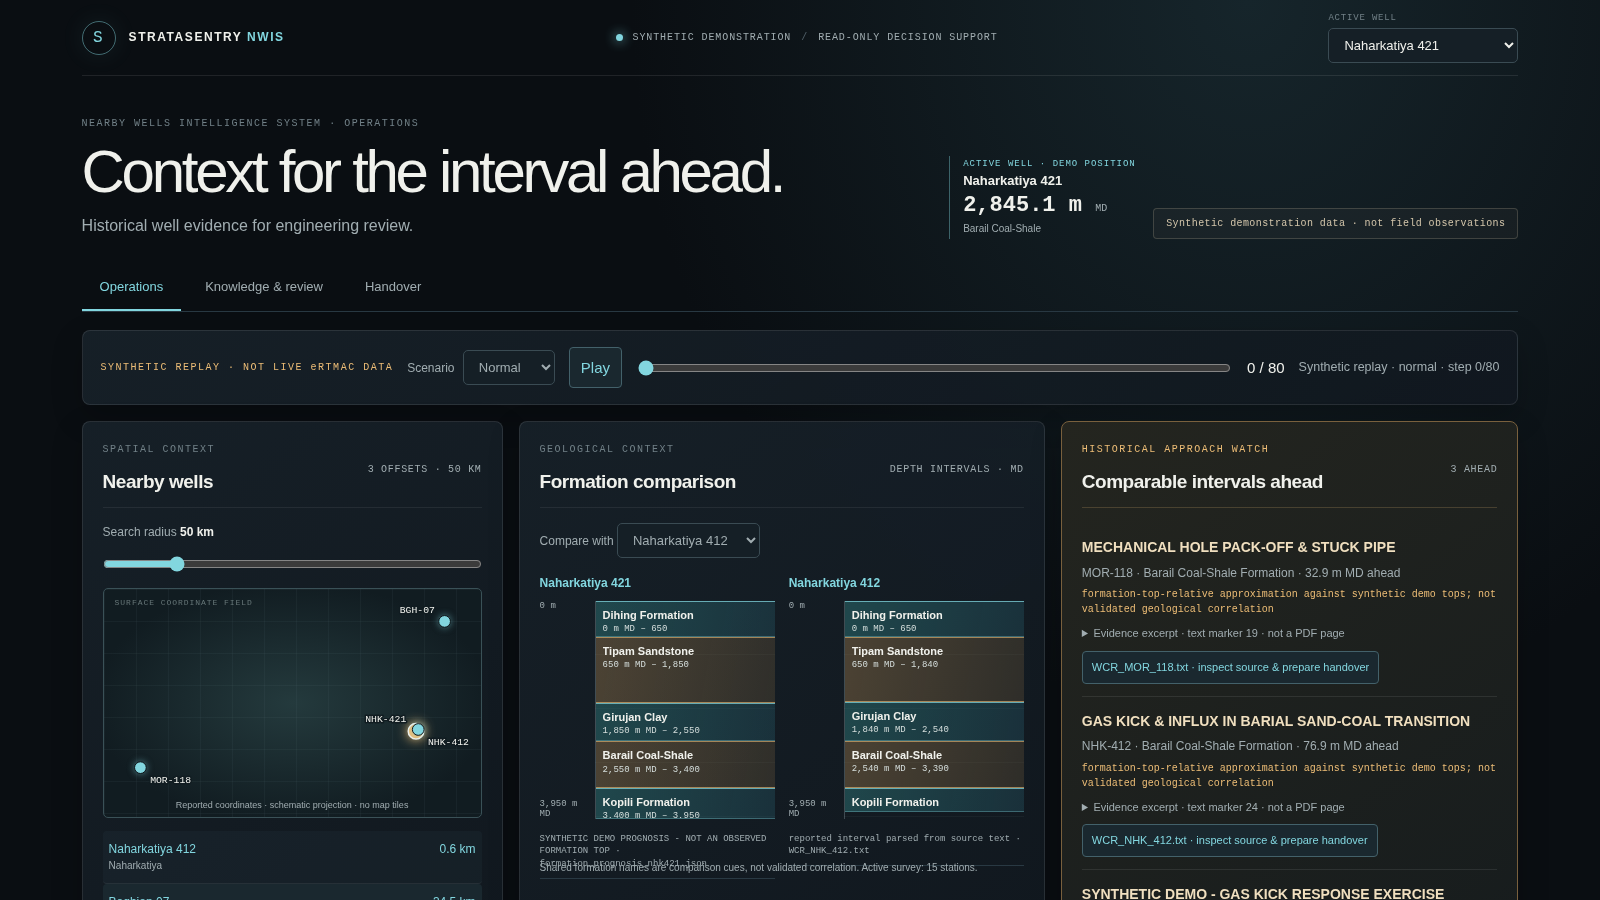 S
STRATASENTRY NWIS
SYNTHETIC DEMONSTRATION / READ-ONLY DECISION SUPPORT
ACTIVE WELL
Naharkatiya 421
NEARBY WELLS INTELLIGENCE SYSTEM · OPERATIONS
Context for the interval ahead.
Historical well evidence for engineering review.
ACTIVE WELL · DEMO POSITION
Naharkatiya 421
2,845.1 m MD
Barail Coal-Shale
Synthetic demonstration data · not field observations
Operations
Knowledge & review
Handover
SYNTHETIC REPLAY · NOT LIVE eRTMAC DATA
Scenario
Normal
Play
0 / 80
Synthetic replay · normal · step 0/80
SPATIAL CONTEXT
Nearby wells
3 OFFSETS · 50 KM
Search radius 50 km
SURFACE COORDINATE FIELD
BGH-07
NHK-421
NHK-412
MOR-118
Reported coordinates · schematic projection · no map tiles
Naharkatiya 412
0.6 km
Naharkatiya
GEOLOGICAL CONTEXT
Formation comparison
DEPTH INTERVALS · MD
Compare with
Naharkatiya 412
Naharkatiya 421
0 m
Dihing Formation
0 m MD – 650
Tipam Sandstone
650 m MD – 1,850
Girujan Clay
1,850 m MD – 2,550
Barail Coal-Shale
2,550 m MD – 3,400
Kopili Formation
3,400 m MD – 3,950
3,950 m
MD
SYNTHETIC DEMO PROGNOSIS - NOT AN OBSERVED
FORMATION TOP ·
formation_prognosis_nhk421.json
Naharkatiya 412
0 m
Dihing Formation
0 m MD – 650
Tipam Sandstone
650 m MD – 1,840
Girujan Clay
1,840 m MD – 2,540
Barail Coal-Shale
2,540 m MD – 3,390
Kopili Formation
3,950 m
MD
reported interval parsed from source text ·
WCR_NHK_412.txt
Shared formation names are comparison cues, not validated correlation. Active survey: 15 stations.
HISTORICAL APPROACH WATCH
Comparable intervals ahead
3 AHEAD
MECHANICAL HOLE PACK-OFF & STUCK PIPE
MOR-118 · Barail Coal-Shale Formation · 32.9 m MD ahead
formation-top-relative approximation against synthetic demo tops; not
validated geological correlation
▶ Evidence excerpt · text marker 19 · not a PDF page
WCR_MOR_118.txt · inspect source & prepare handover
GAS KICK & INFLUX IN BARIAL SAND-COAL TRANSITION
NHK-412 · Barail Coal-Shale Formation · 76.9 m MD ahead
formation-top-relative approximation against synthetic demo tops; not
validated geological correlation
▶ Evidence excerpt · text marker 24 · not a PDF page
WCR_NHK_412.txt · inspect source & prepare handover
SYNTHETIC DEMO - GAS KICK RESPONSE EXERCISE